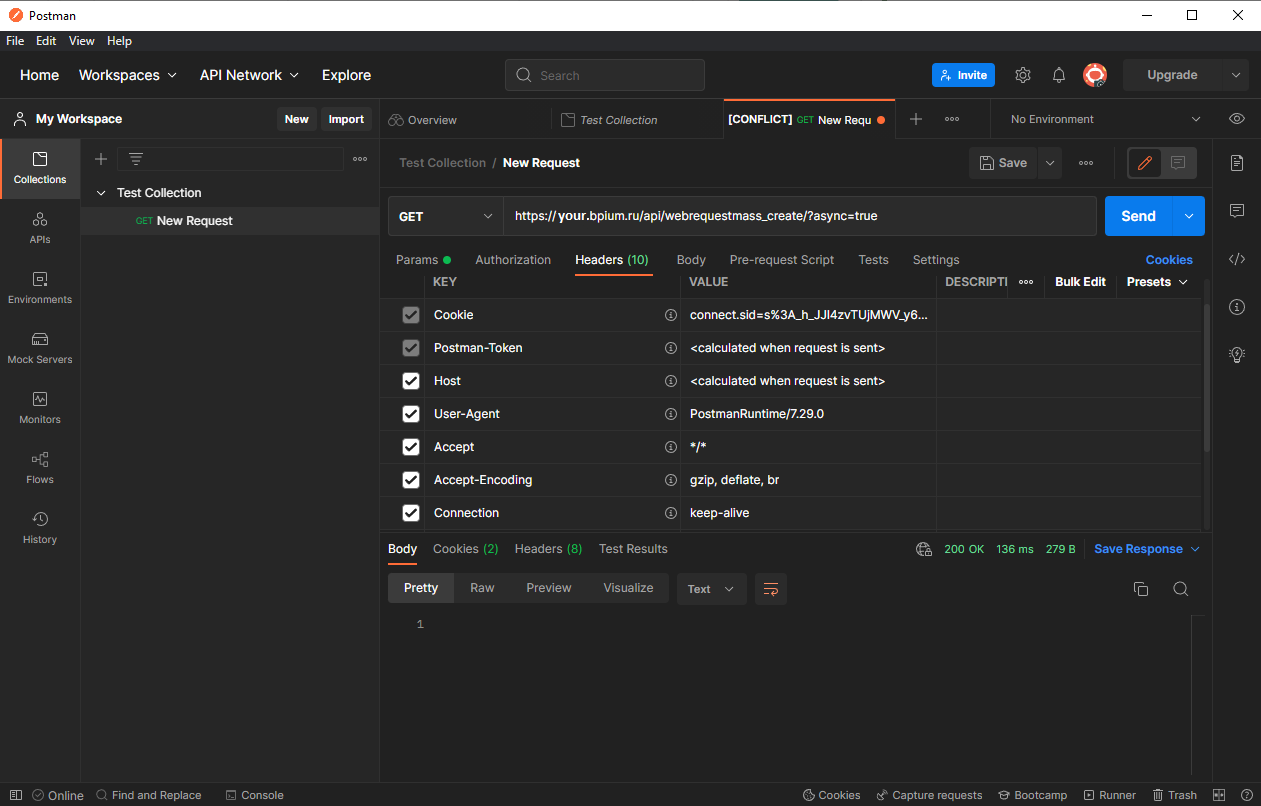 Postman
File Edit View Help
Home Workspaces API Network Explore Search Invite Upgrade
My Workspace New Import Overview Test Collection [CONFLICT] GET New Requ No Environment
Collections
APIs
Environments
Mock Servers
Monitors
Flows
History
Test Collection
GET New Request
Test Collection / New Request Save
GET https://your.bpium.ru/api/webrequestmass_create/?async=true Send
Params Authorization Headers (10) Body Pre-request Script Tests Settings Cookies
KEY VALUE DESCRIPTI Bulk Edit Presets
Cookie connect.sid=s%3A_h_JJI4zvTUjMWV_y6...
Postman-Token <calculated when request is sent>
Host <calculated when request is sent>
User-Agent PostmanRuntime/7.29.0
Accept */*
Accept-Encoding gzip, deflate, br
Connection keep-alive
Body Cookies (2) Headers (8) Test Results 200 OK 136 ms 279 B Save Response
Pretty Raw Preview Visualize Text
1
Online Find and Replace Console Cookies Capture requests Bootcamp Runner Trash